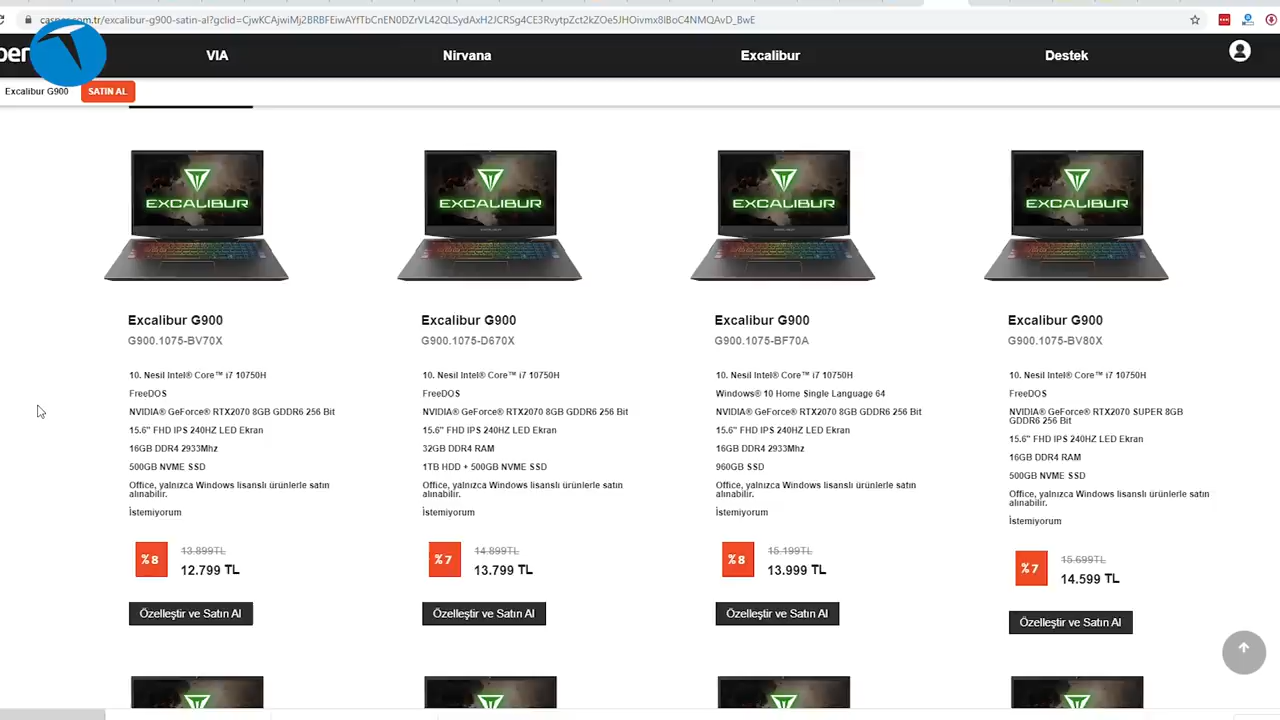 casper.com.tr/excalibur-g900-satin-al?gclid=CjwKCAjwiMj2BRBFEiwAYfTbCnEN0DZrVL42QLSydAxH2JCRSg4CE3RvytpZct2kZOe5JHOivmx8iBoC4NMQAvD_BwE
per
VIA
Nirvana
Excalibur
Destek
Excalibur G900
SATIN AL
EXCALIBUR
EXCALIBUR
EXCALIBUR
EXCALIBUR
Excalibur G900
G900.1075-BV70X
10. Nesil Intel® Core™ i7 10750H
FreeDOS
NVIDIA® GeForce® RTX2070 8GB GDDR6 256 Bit
15.6" FHD IPS 240HZ LED Ekran
16GB DDR4 2933Mhz
500GB NVME SSD
Office, yalnızca Windows lisanslı ürünlerle satın
alınabilir.
İstemiyorum
%8
13.899TL
12.799 TL
Özelleştir ve Satın Al
Excalibur G900
G900.1075-D670X
10. Nesil Intel® Core™ i7 10750H
FreeDOS
NVIDIA® GeForce® RTX2070 8GB GDDR6 256 Bit
15.6" FHD IPS 240HZ LED Ekran
32GB DDR4 RAM
1TB HDD + 500GB NVME SSD
Office, yalnızca Windows lisanslı ürünlerle satın
alınabilir.
İstemiyorum
%7
14.899TL
13.799 TL
Özelleştir ve Satın Al
Excalibur G900
G900.1075-BF70A
10. Nesil Intel® Core™ i7 10750H
Windows® 10 Home Single Language 64
NVIDIA® GeForce® RTX2070 8GB GDDR6 256 Bit
15.6" FHD IPS 240HZ LED Ekran
16GB DDR4 2933Mhz
960GB SSD
Office, yalnızca Windows lisanslı ürünlerle satın
alınabilir.
İstemiyorum
%8
15.199TL
13.999 TL
Özelleştir ve Satın Al
Excalibur G900
G900.1075-BV80X
10. Nesil Intel® Core™ i7 10750H
FreeDOS
NVIDIA® GeForce® RTX2070 SUPER 8GB
GDDR6 256 Bit
15.6" FHD IPS 240HZ LED Ekran
16GB DDR4 RAM
500GB NVME SSD
Office, yalnızca Windows lisanslı ürünlerle satın
alınabilir.
İstemiyorum
%7
15.699TL
14.599 TL
Özelleştir ve Satın Al